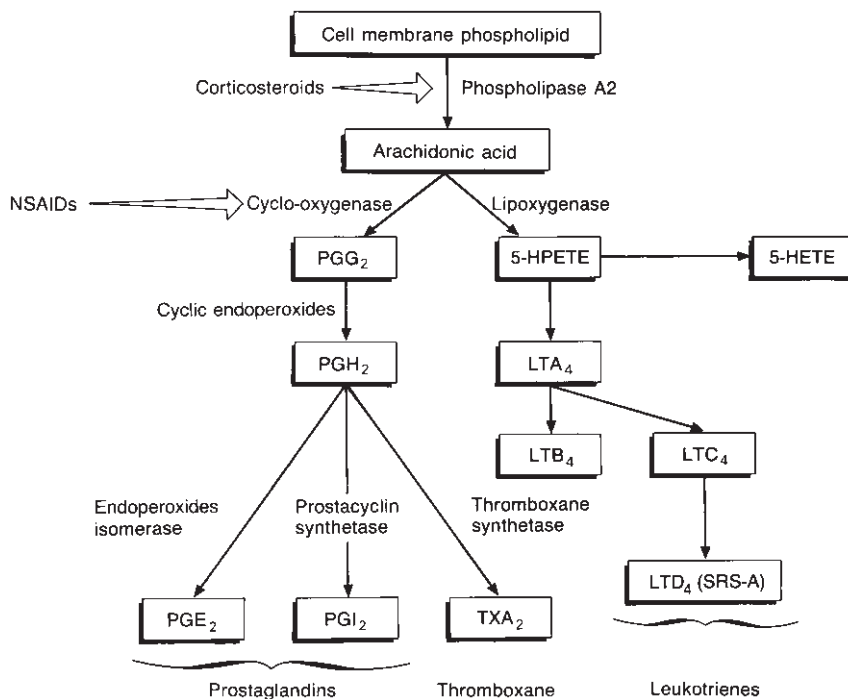 Cell membrane phospholipid
Corticosteroids
Phospholipase A2
Arachidonic acid
NSAIDs
Cyclo-oxygenase
Lipoxygenase
PGG₂
5-HPETE
5-HETE
Cyclic endoperoxides
PGH₂
LTA₄
LTB₄
LTC₄
Endoperoxides
isomerase
Prostacyclin
synthetase
Thromboxane
synthetase
LTD₄ (SRS-A)
PGE₂
PGI₂
TXA₂
Prostaglandins
Thromboxane
Leukotrienes